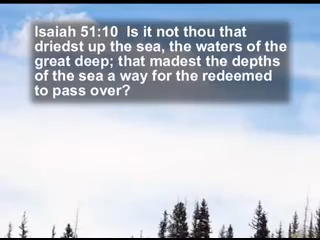 Isaiah 51:10  Is it not thou that
driedst up the sea, the waters of the
great deep; that madest the depths
of the sea a way for the redeemed
to pass over?